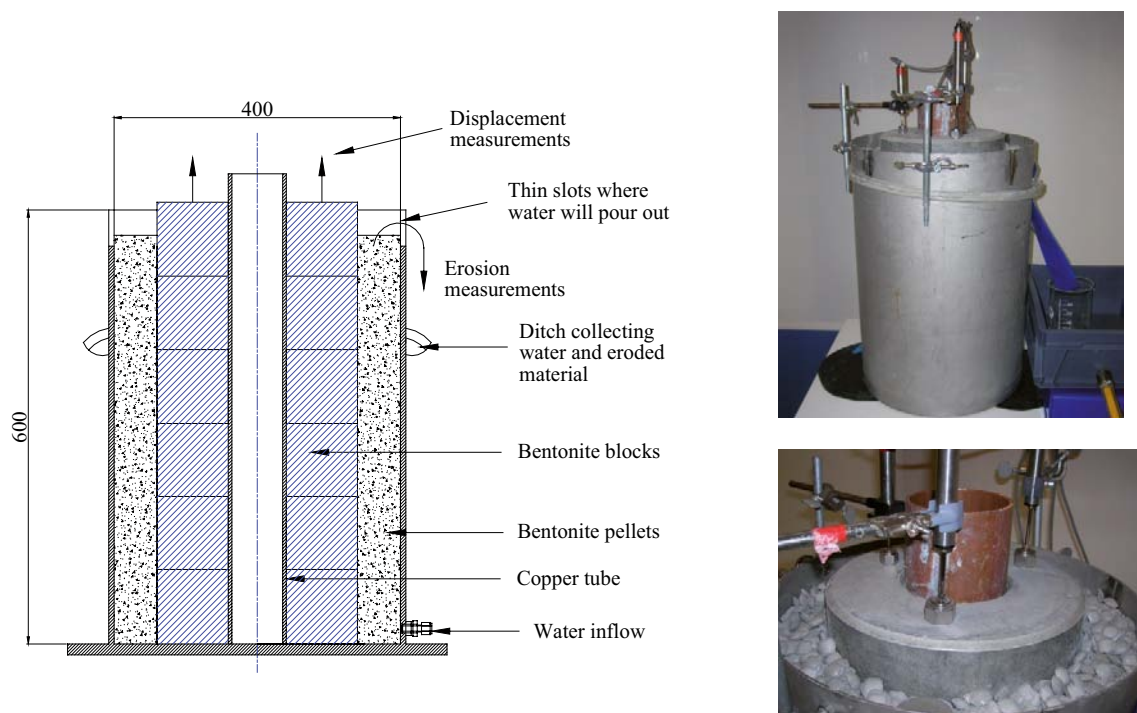 400
Displacement
measurements
Thin slots where
water will pour out
Erosion
measurements
Ditch collecting
water and eroded
material
600
Bentonite blocks
Bentonite pellets
Copper tube
Water inflow